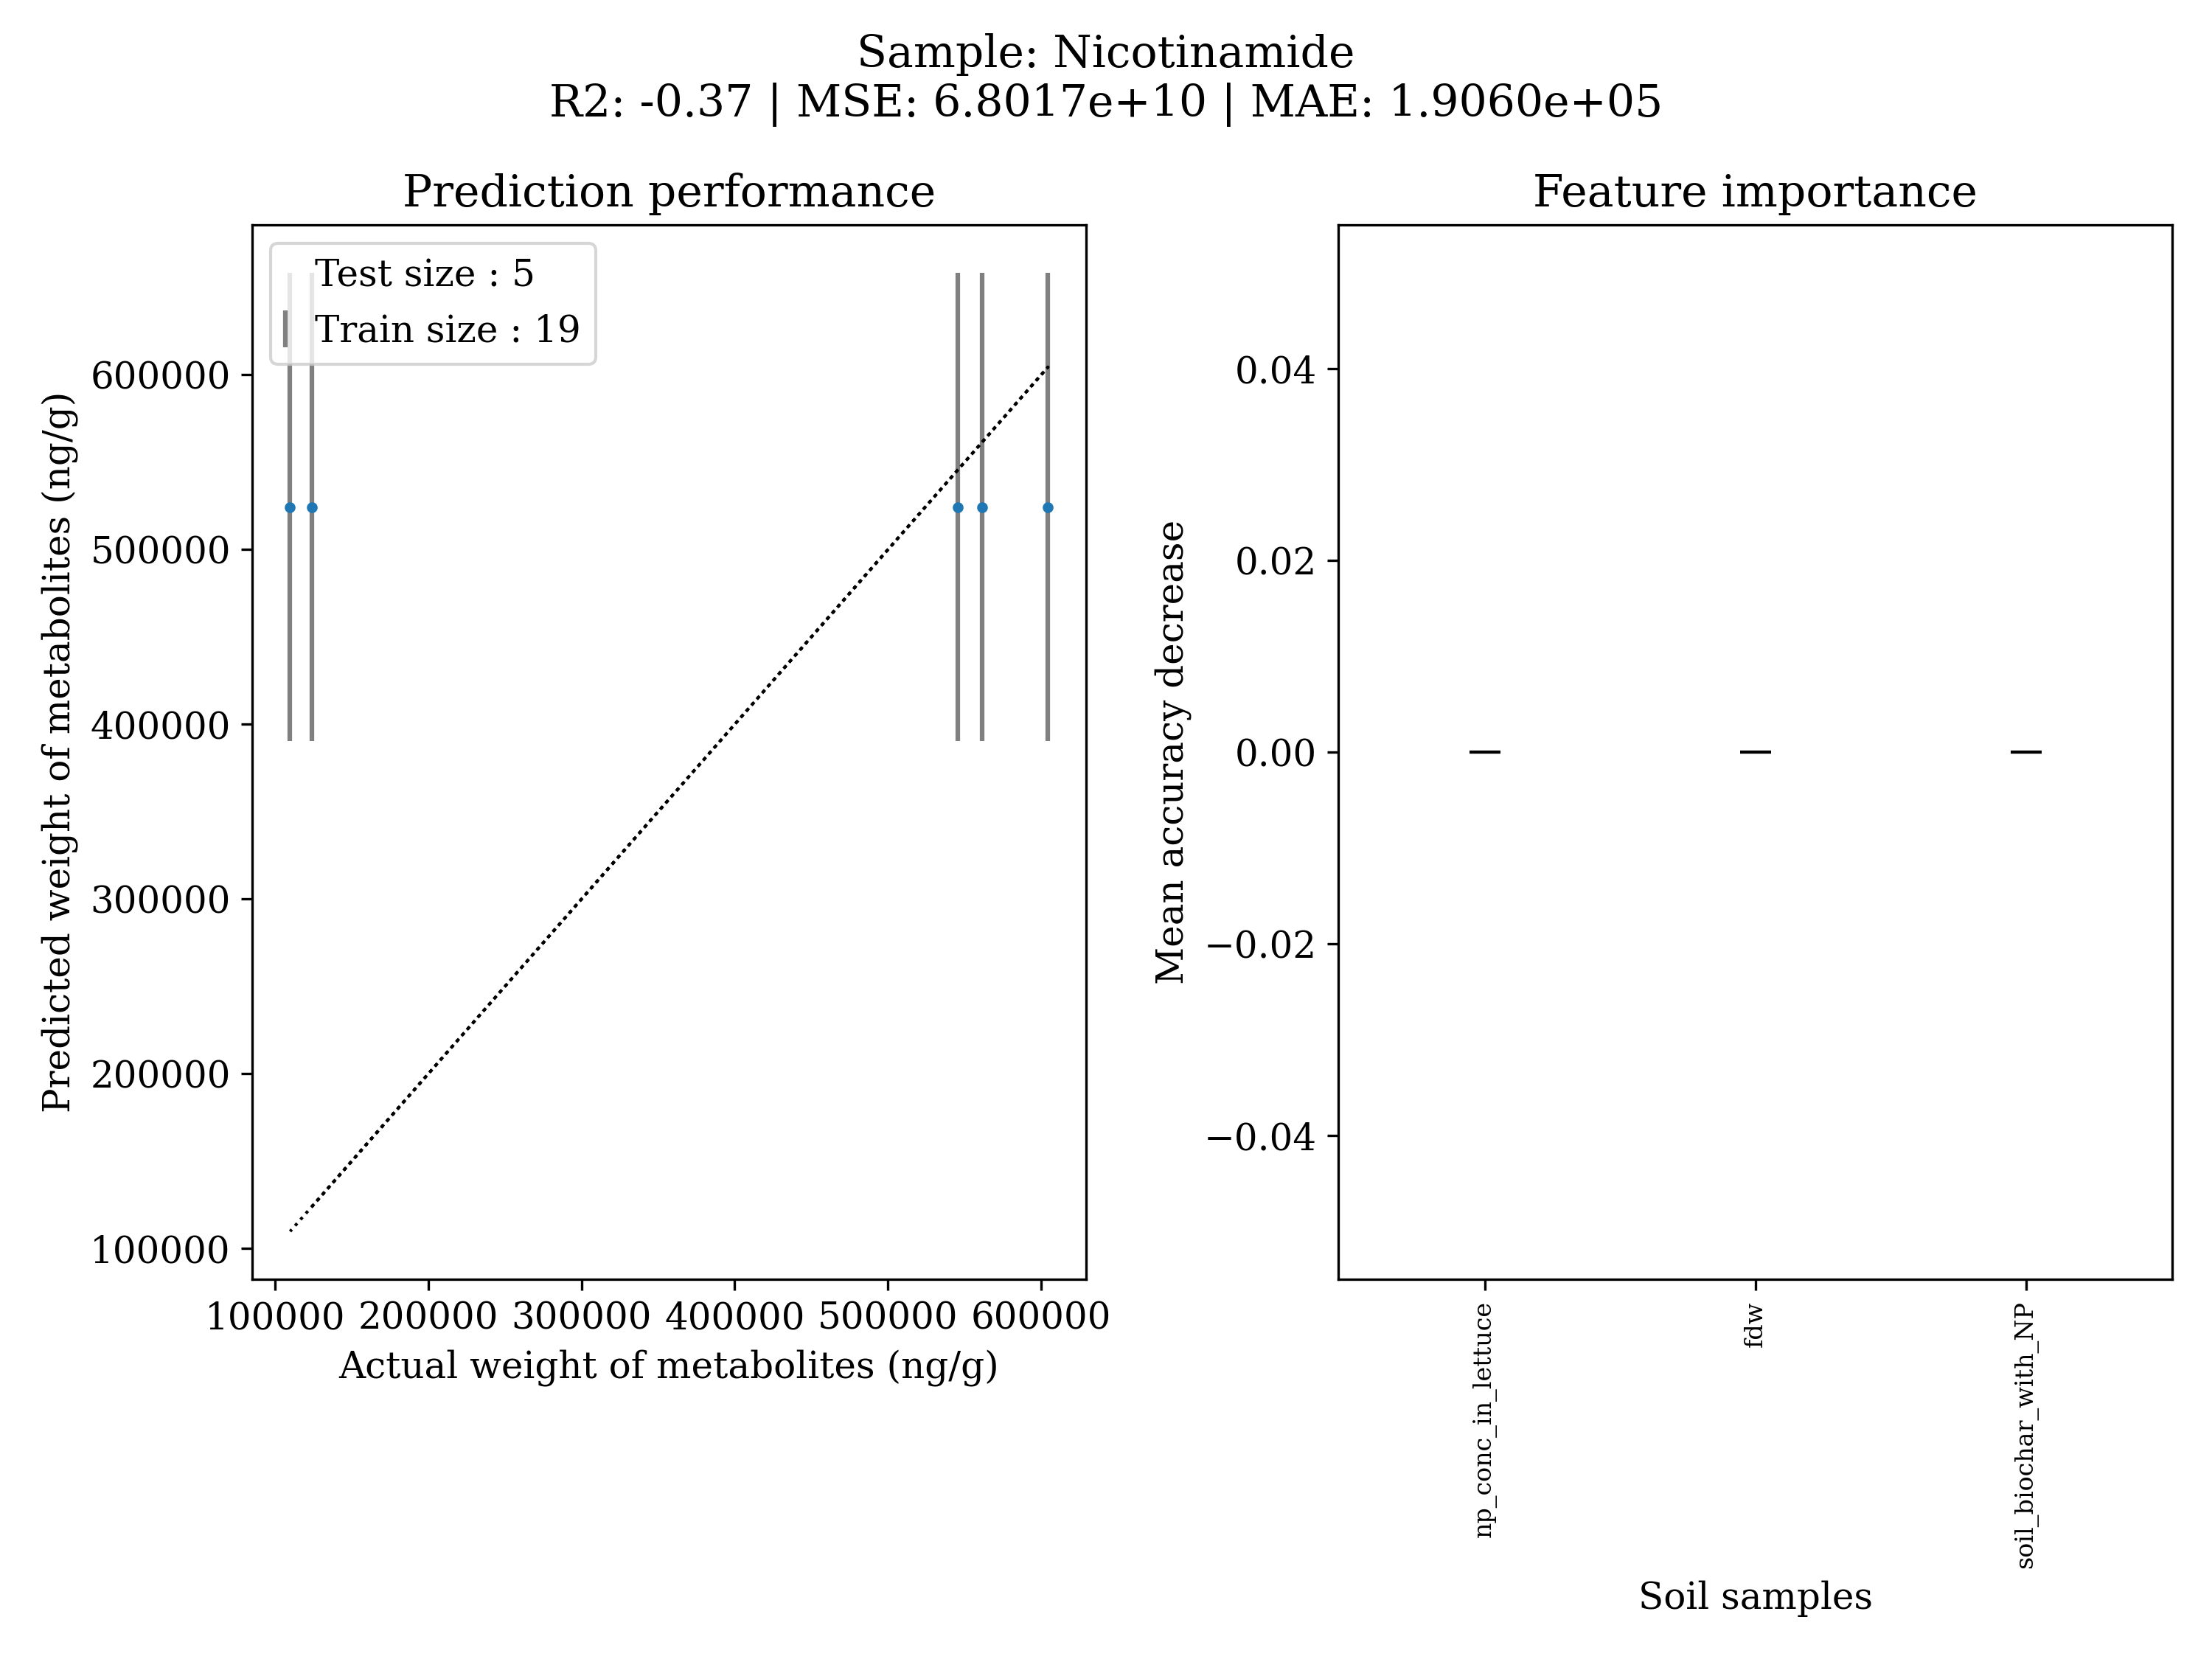 Sample: Nicotinamide
R2: -0.37 | MSE: 6.8017e+10 | MAE: 1.9060e+05
Prediction performance
Test size : 5
Train size : 19
Predicted weight of metabolites (ng/g)
600000
500000
400000
300000
200000
100000
100000 200000 300000 400000 500000 600000
Actual weight of metabolites (ng/g)
Feature importance
Mean accuracy decrease
0.04
0.02
0.00
−0.02
−0.04
np_conc_in_lettuce
fdw
soil_biochar_with_NP
Soil samples